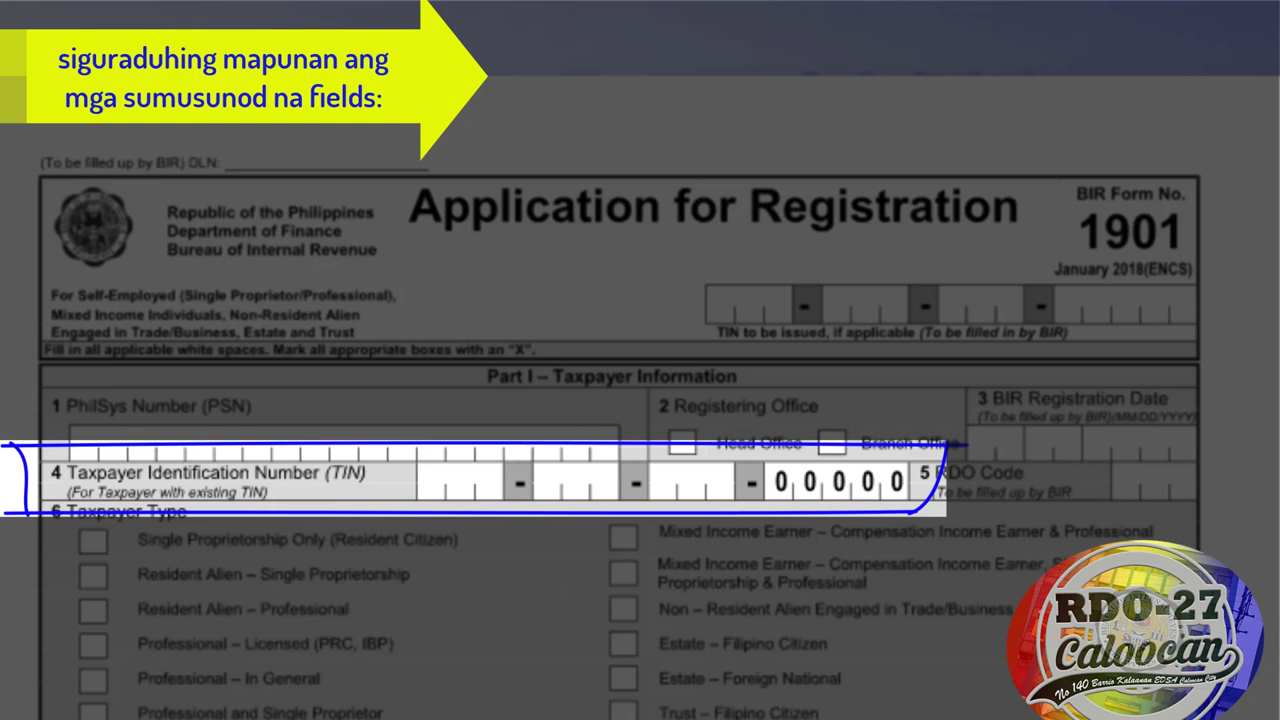 siguraduhing mapunan ang
mga sumusunod na fields:
(To be filled up by BIR) DLN:
Republic of the Philippines
Department of Finance
Bureau of Internal Revenue
Application for Registration
BIR Form No.
1901
January 2018(ENCS)
For Self-Employed (Single Proprietor/Professional),
Mixed Income Individuals, Non-Resident Alien
Engaged in Trade/Business, Estate and Trust
- - -
TIN to be issued, if applicable (To be filled in by BIR)
Fill in all applicable white spaces. Mark all appropriate boxes with an "X".
Part I – Taxpayer Information
1 PhilSys Number (PSN)
2 Registering Office
Head Office
Branch Office
3 BIR Registration Date
(To be filled up by BIR)(MM/DD/YYYY)
4 Taxpayer Identification Number (TIN)
(For Taxpayer with existing TIN)
- - - 0 0 0 0 0
5 RDO Code
To be filled up by BIR
6 Taxpayer Type
Single Proprietorship Only (Resident Citizen)
Resident Alien – Single Proprietorship
Resident Alien – Professional
Professional – Licensed (PRC, IBP)
Professional – In General
Professional and Single Proprietor
Mixed Income Earner – Compensation Income Earner & Professional
Mixed Income Earner – Compensation Income Earner,
Proprietorship & Professional
Non – Resident Alien Engaged in Trade/Business
Estate – Filipino Citizen
Estate – Foreign National
Trust – Filipino Citizen
RDO-27
Caloocan
No 140 Barrio Kalaanan EDSA Caloocan City